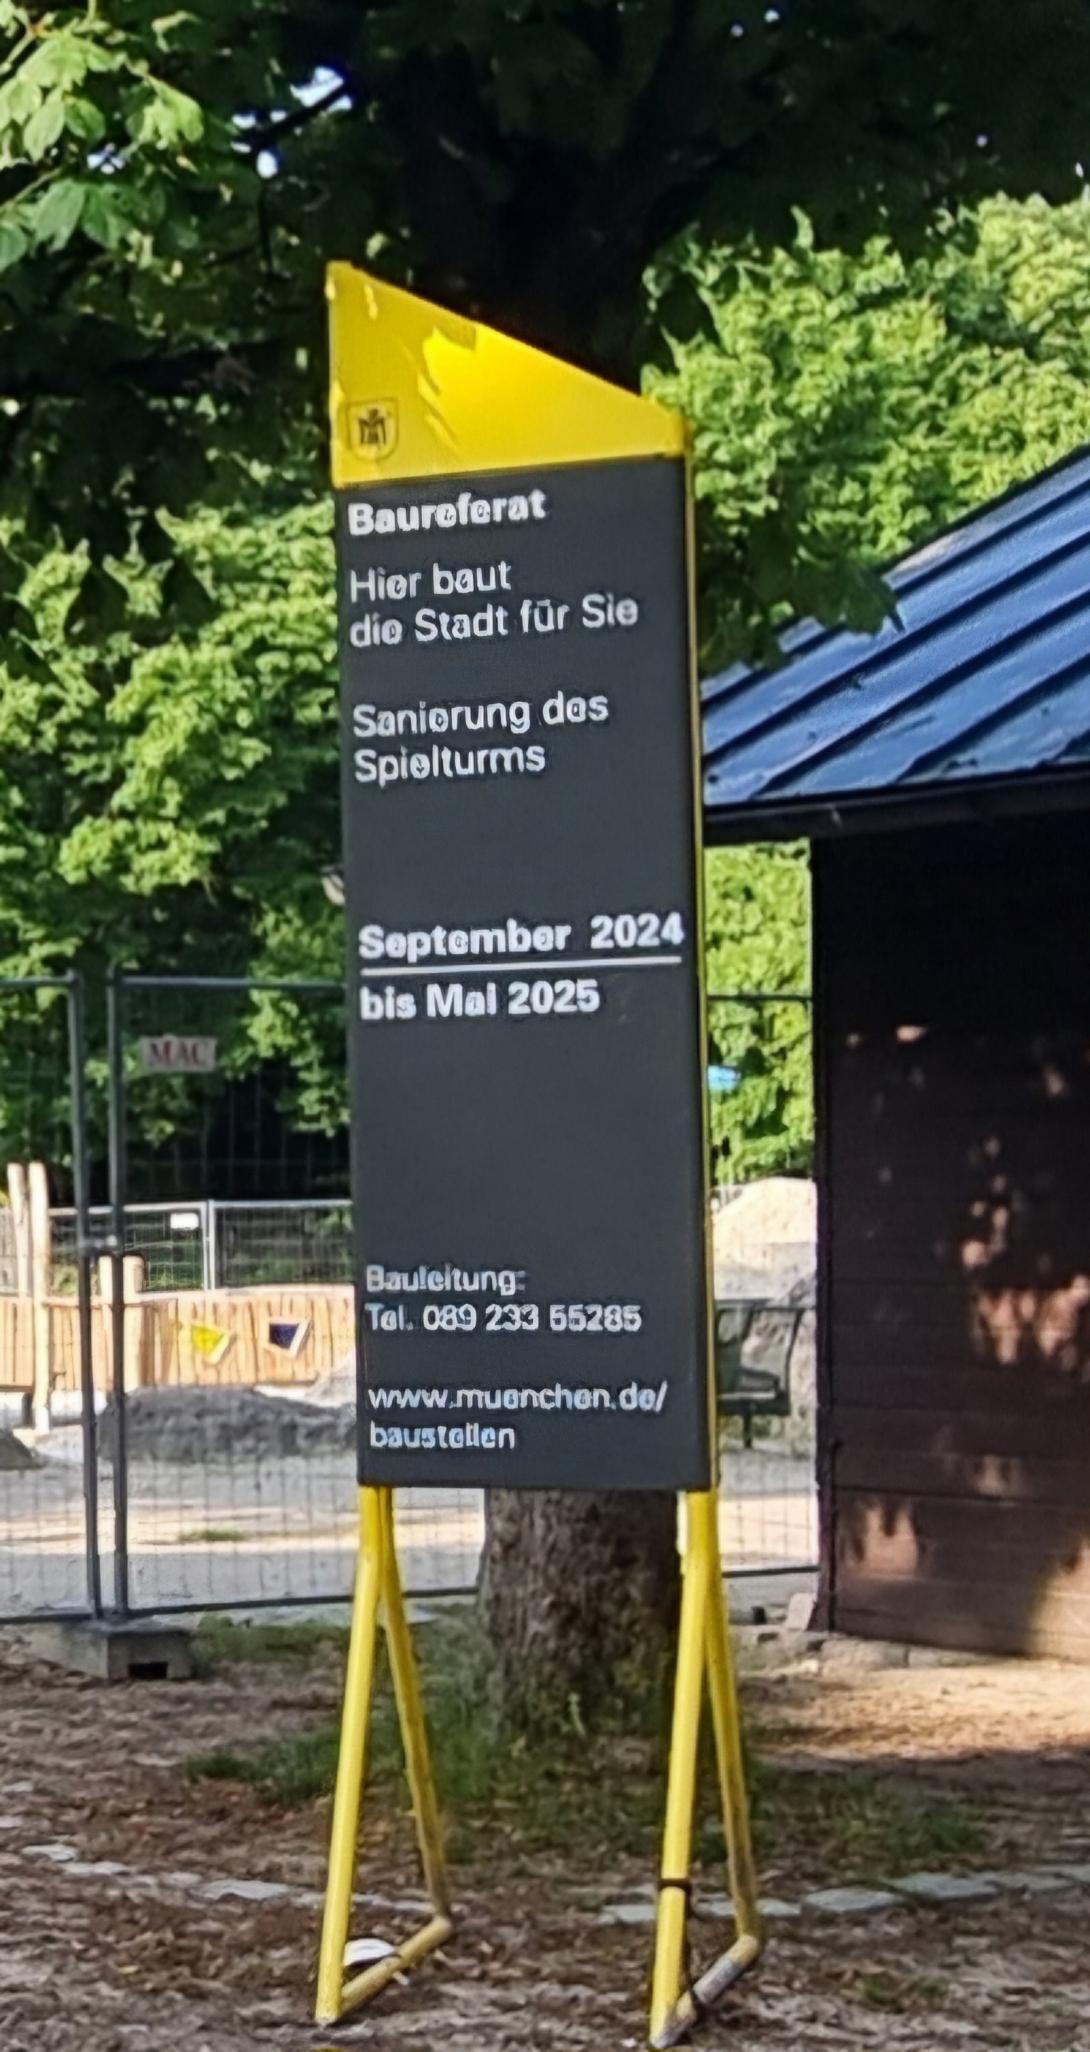 Baureferat
Hier baut
die Stadt für Sie
Sanierung des
Spielturms
September 2024
bis Mai 2025
Bauleitung:
Tel. 089 233 55285
www.muenchen.de/
baustellen
MAC